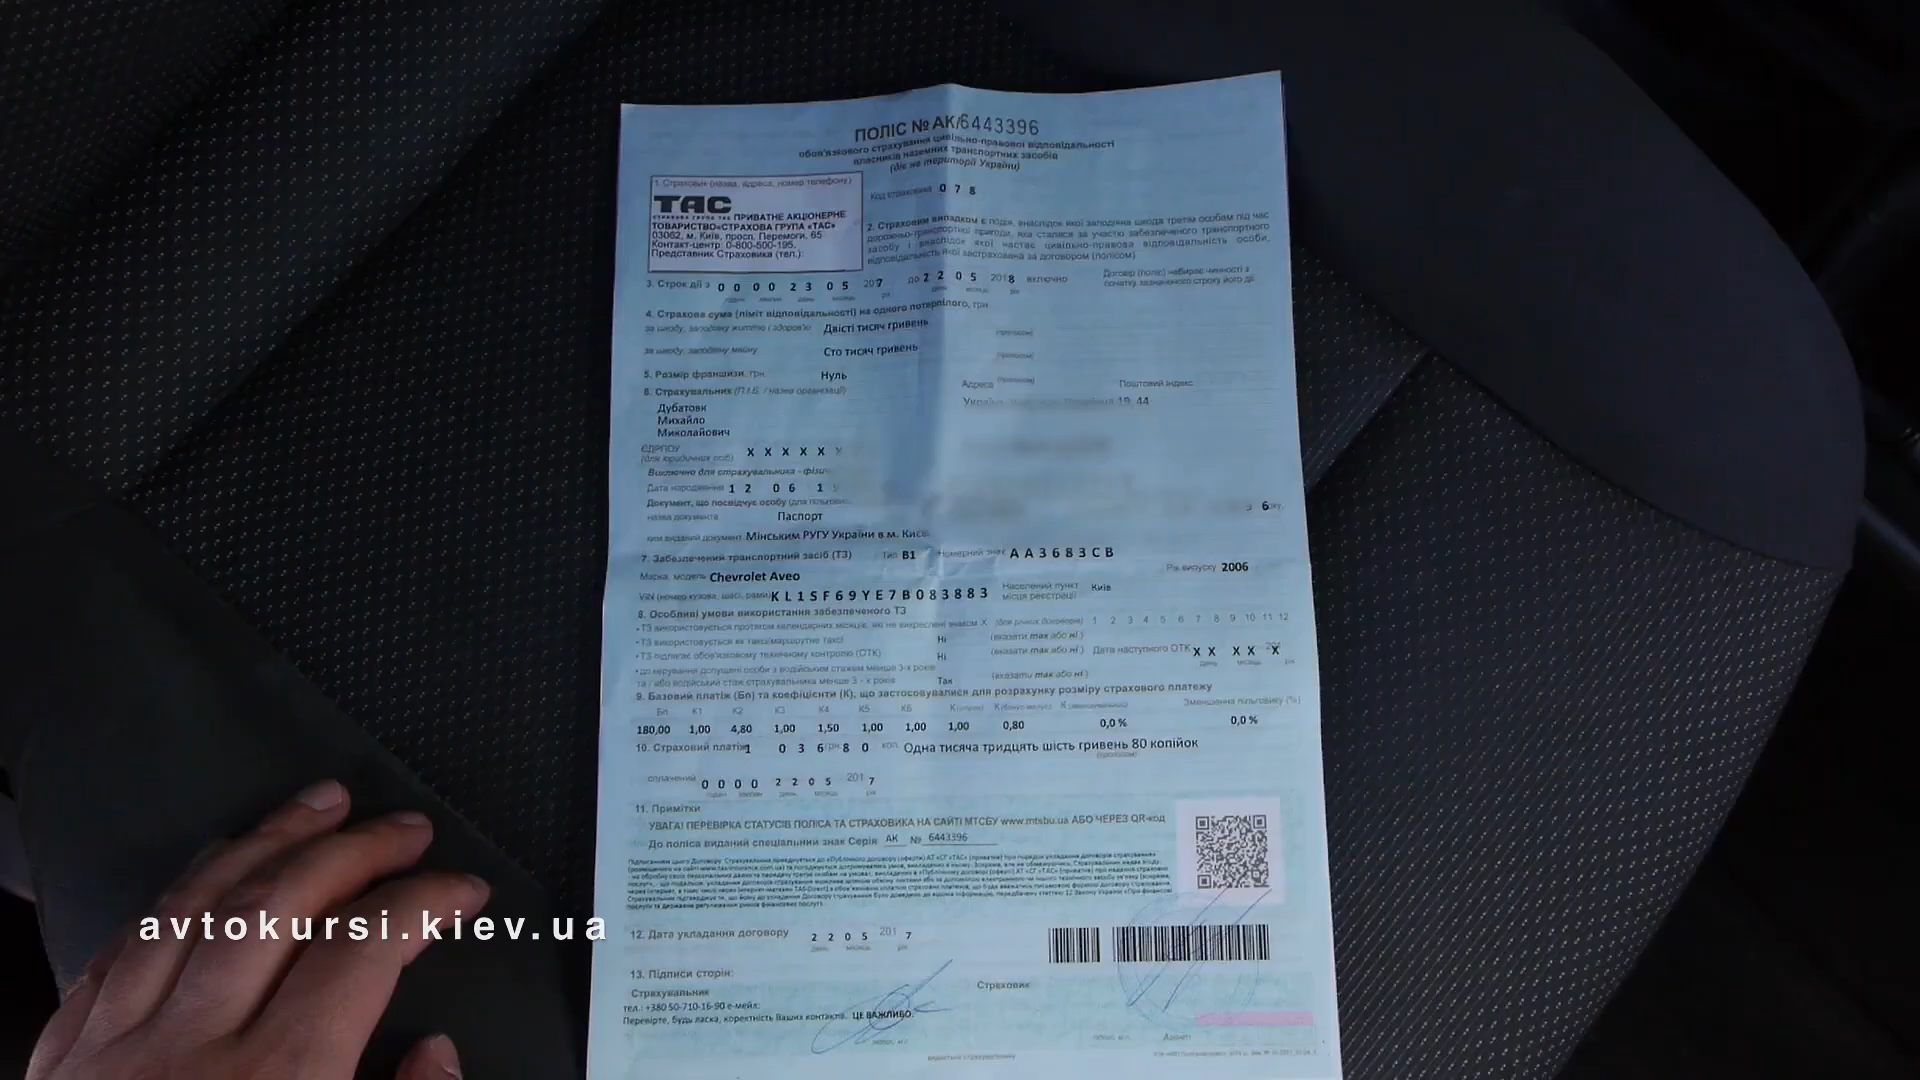 ПОЛІС № АК/6443396
обов'язкового страхування цивільно-правової відповідальності
власників наземних транспортних засобів
(діє на території України)
1. Страховик (назва, адреса, номер телефону)
Код страховика 0 7 8
ТАС
СТРАХОВА ГРУПА ТАС ПРИВАТНЕ АКЦІОНЕРНЕ
ТОВАРИСТВО«СТРАХОВА ГРУПА «ТАС»
03062, м. Київ, просп. Перемоги, 65
Контакт-центр: 0-800-500-195.
Представник Страховика (тел.):
2. Страховим випадком є подія, внаслідок якої заподіяна шкода третім особам під час
дорожньо-транспортної пригоди, яка сталася за участю забезпеченого транспортного
засобу і внаслідок якої настає цивільно-правова відповідальність особи,
відповідальність якої застрахована за договором (полісом)
3. Строк дії з 0 0 0 0 2 3 0 5 2017 до 2 2 0 5 2018 включно
Договір (поліс) набирає чинності з
початку зазначеного строку його дії
4. Страхова сума (ліміт відповідальності) на одного потерпілого, грн
за шкоду, заподіяну життю і здоров'ю Двісті тисяч гривень (прописом)
за шкоду, заподіяну майну Сто тисяч гривень (прописом)
5. Розмір франшизи, грн Нуль (прописом)
6. Страхувальник (П.І.Б. / назва організації) Адреса Поштовий індекс
Дубатовк
Михайло
Миколайович
19, 44
ЄДРПОУ
(для юридичних осіб) X X X X X X
Виключно для страхувальника - фізич
Дата народження 1 2 0 6 1
Документ, що посвідчує особу
назва документа Паспорт
ким виданий документ Мінським РУГУ України в м. Києв
7. Забезпечений транспортний засіб (ТЗ) Тип B1 Номерний знак A A 3 6 8 3 C B
Марка, модель Chevrolet Aveo Рік випуску 2006
VIN (номер кузова, шасі, рами) K L 1 S F 6 9 Y E 7 B 0 8 3 8 8 3 Населений пункт
місця реєстрації Київ
8. Особливі умови використання забезпеченого ТЗ
• ТЗ використовується протягом календарних місяців, які не викреслені знаком X (для річних договорів) 1 2 3 4 5 6 7 8 9 10 11 12
• ТЗ використовується як таксі/маршрутне таксі Ні (вказати так або ні)
• ТЗ підлягає обов'язковому технічному контролю (ОТК) Ні (вказати так або ні) Дата наступного ОТК X X X X 201X
• до керування допущені особи з водійським стажем менше 3-х років
та / або водійський стаж страхувальника менше 3 - х років Так (вказати так або ні)
9. Базовий платіж (Бп) та коефіцієнти (К), що застосовувалися для розрахунку розміру страхового платежу
Бп К1 К2 К3 К4 К5 К6 Зменшення пільговику (%)
180,00 1,00 4,80 1,00 1,50 1,00 1,00 1,00 0,80 0,0 % 0,0 %
10. Страховий платіж 1 0 3 6 грн 8 0 коп. Одна тисяча тридцять шість гривень 80 копійок
(прописом)
сплачений 0 0 0 0 2 2 0 5 2017
11. Примітки
УВАГА! ПЕРЕВІРКА СТАТУСІВ ПОЛІСА ТА СТРАХОВИКА НА САЙТІ МТСБУ www.mtsbu.ua АБО ЧЕРЕЗ QR-код
До поліса виданий спеціальний знак Серія АК № 6443396
12. Дата укладання договору 2 2 0 5 2017
13. Підписи сторін:
Страхувальник Страховик
тел.: +380 50-710-16-90 е-мейл:
Перевірте, будь ласка, коректність Ваших контактів. ЦЕ ВАЖЛИВО.
avtokursi.kiev.ua